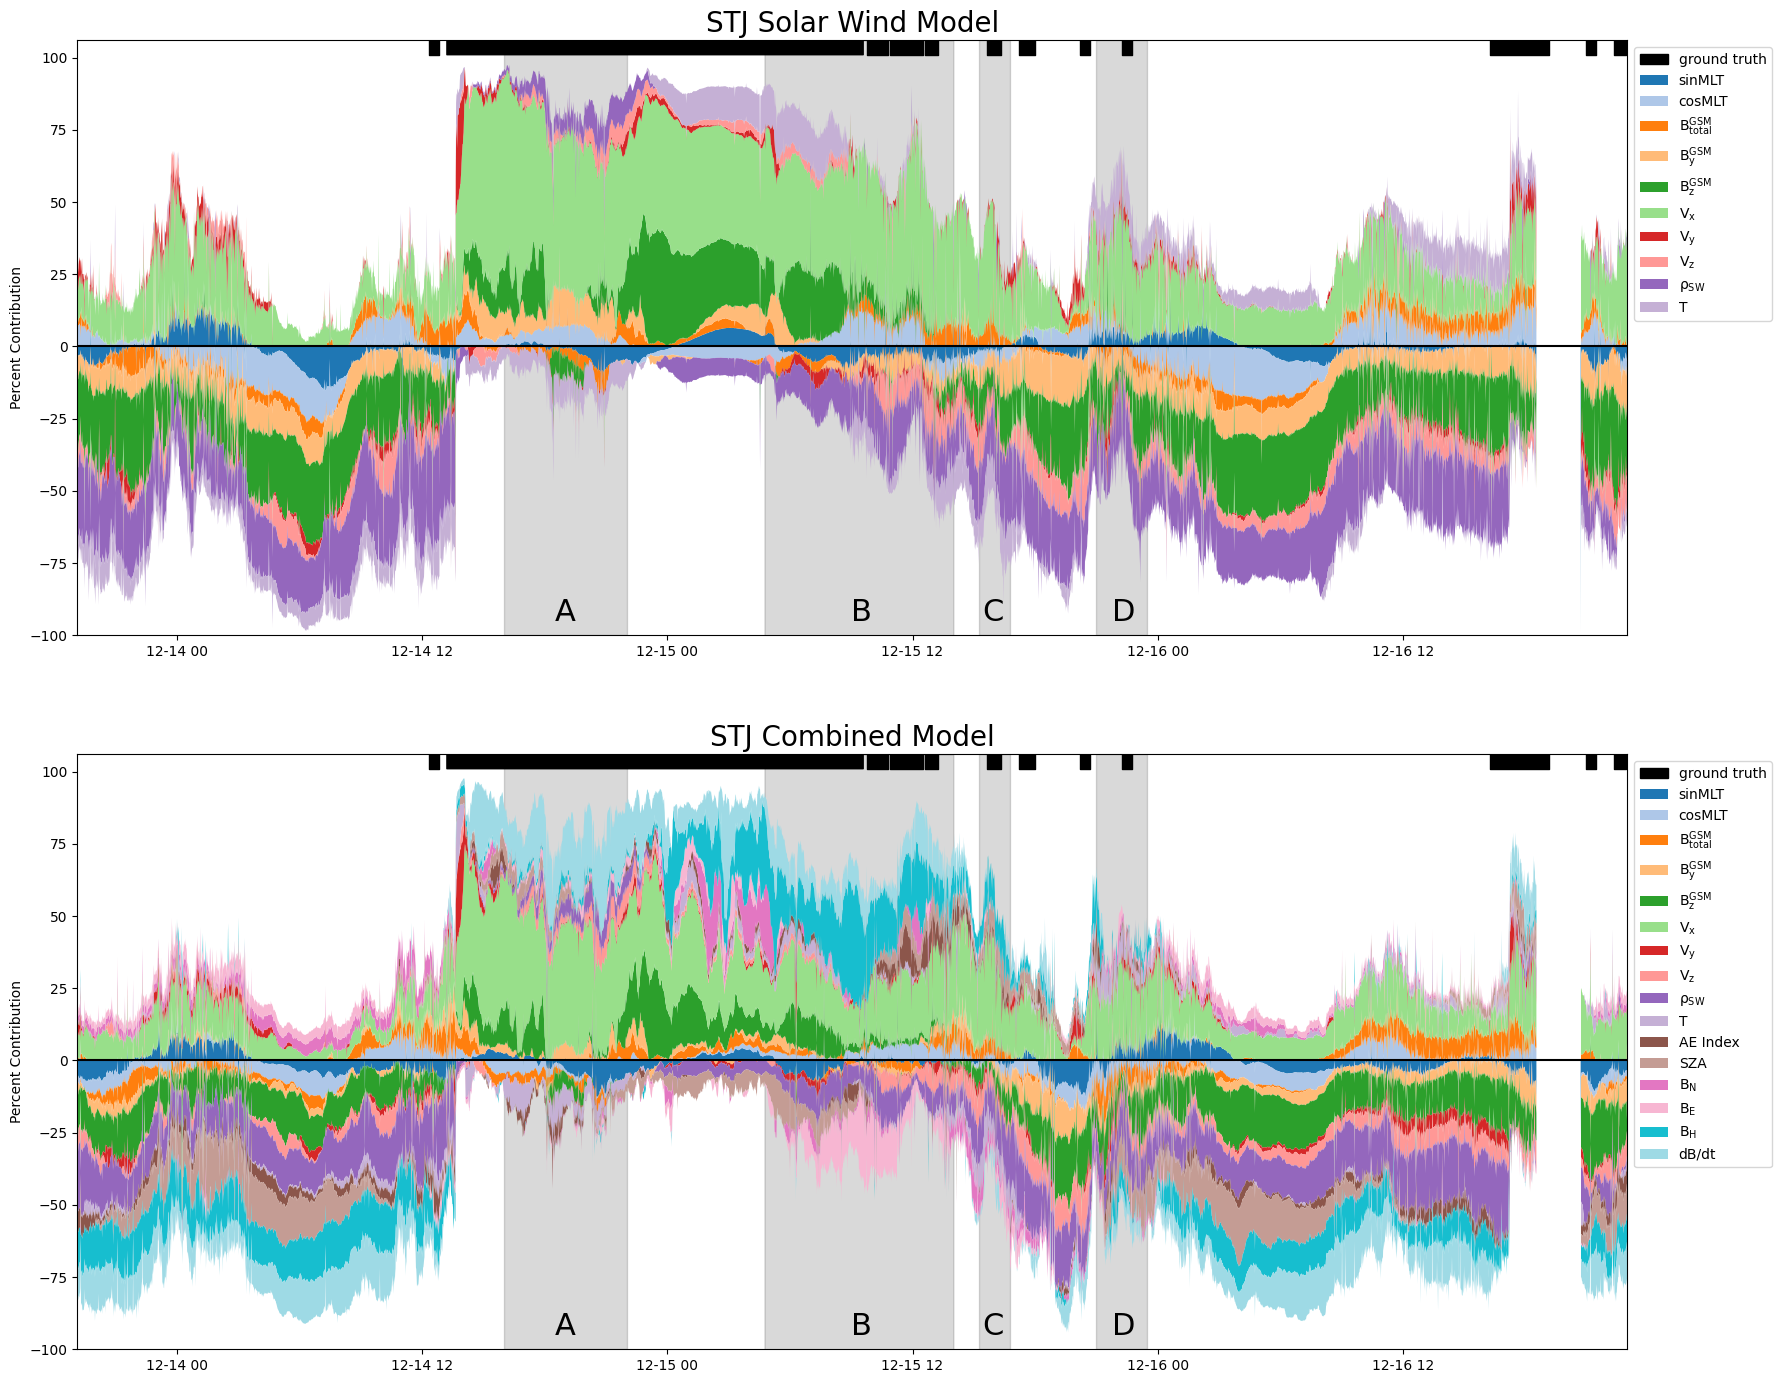 STJ Solar Wind Model
Percent Contribution
100
75
50
25
0
−25
−50
−75
−100
A
B
C
D
12-14 00
12-14 12
12-15 00
12-15 12
12-16 00
12-16 12
ground truth
sinMLT
cosMLT
B_total^GSM
B_y^GSM
B_z^GSM
V_x
V_y
V_z
ρ_SW
T
STJ Combined Model
Percent Contribution
100
75
50
25
0
−25
−50
−75
−100
A
B
C
D
12-14 00
12-14 12
12-15 00
12-15 12
12-16 00
12-16 12
ground truth
sinMLT
cosMLT
B_total^GSM
B_y^GSM
B_z^GSM
V_x
V_y
V_z
ρ_SW
T
AE Index
SZA
B_N
B_E
B_H
dB/dt